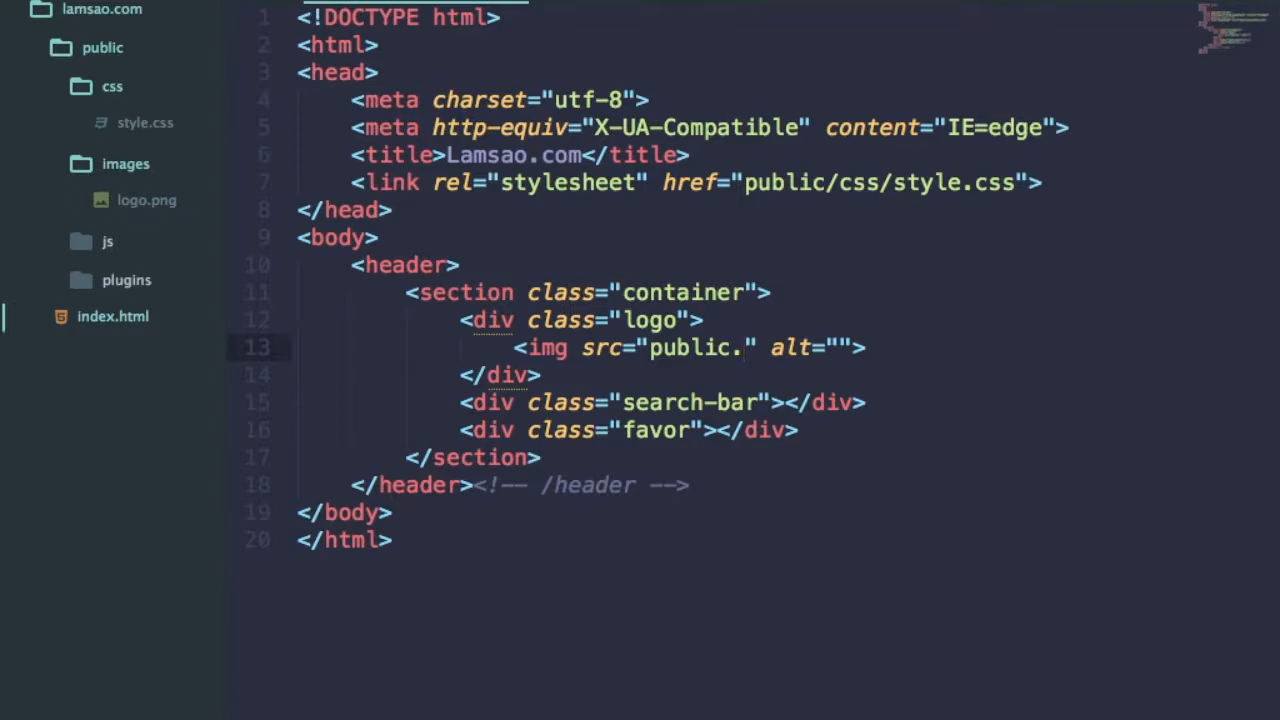 lamsao.com
public
css
style.css
images
logo.png
js
plugins
index.html
1 <!DOCTYPE html>
2 <html>
3 <head>
4 <meta charset="utf-8">
5 <meta http-equiv="X-UA-Compatible" content="IE=edge">
6 <title>Lamsao.com</title>
7 <link rel="stylesheet" href="public/css/style.css">
8 </head>
9 <body>
10 <header>
11 <section class="container">
12 <div class="logo">
13 <img src="public." alt="">
14 </div>
15 <div class="search-bar"></div>
16 <div class="favor"></div>
17 </section>
18 </header><!-- /header -->
19 </body>
20 </html>